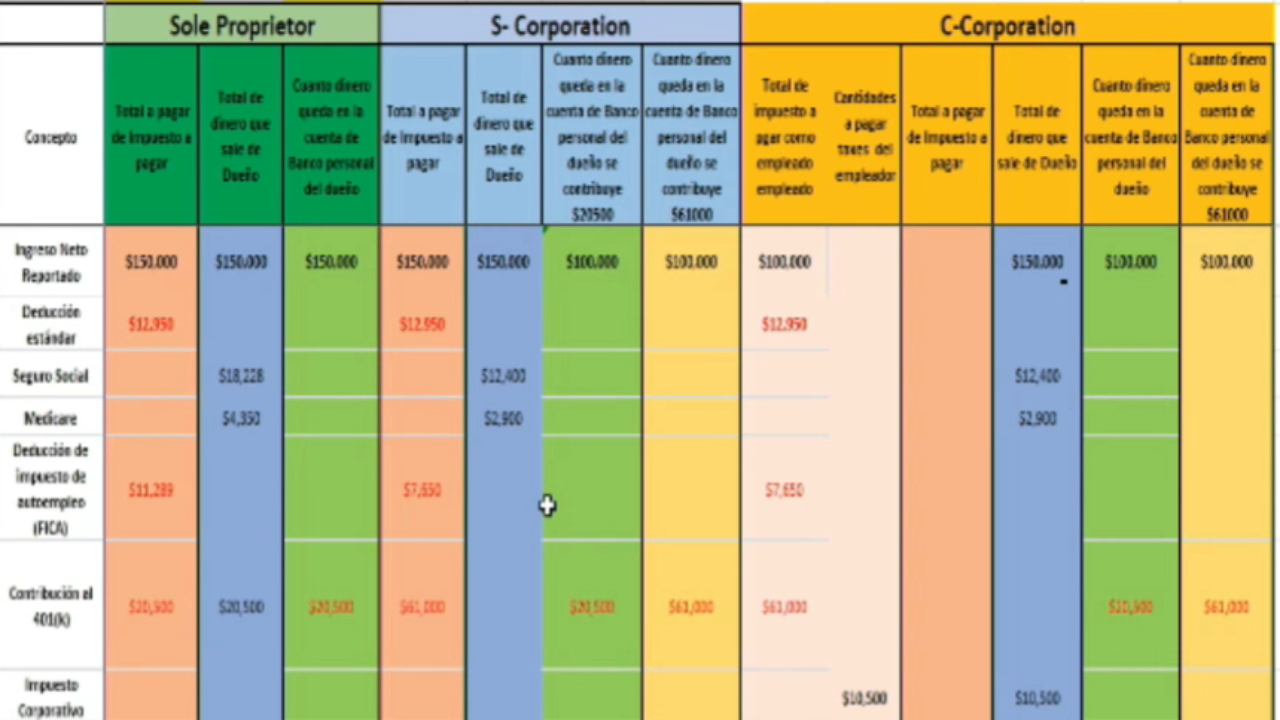 Sole Proprietor S- Corporation C-Corporation
Concepto
Total a pagar
de Impuesto a
pagar
Total de
dinero que
sale de
Dueño
Cuanto dinero
queda en la
cuenta de
Banco personal
del dueño
Total a pagar
de Impuesto a
pagar
Total de
dinero que
sale de
Dueño
Cuanto dinero
queda en la
cuenta de Banco
personal del
dueño se
contribuye
$20500
Cuanto dinero
queda en la
cuenta de Banco
personal del
dueño se
contribuye
$61000
Total de
impuesto a
pgar como
empleado
empleado
Cantidades
a pagar
taxes del
empleador
Total a pagar
de Impuesto a
pagar
Total de
dinero que
sale de Dueño
Cuanto dinero
queda en la
cuenta de Banco
personal del
dueño
Cuanto dinero
queda en la
cuenta de
Banco personal
del dueño se
contribuye
$61000
Ingreso Neto
Reportado
$150.000 $150.000 $150.000 $150.000 $150.000 $100.000 $100.000 $100.000 $150.000 $100.000 $100.000
Deducción
estándar
$12.950 $12.950 $12.950
Seguro Social $18,228 $12,400 $12,400
Medicare $4,350 $2,900 $2,900
Deducción de
impuesto de
autoempleo
(FICA)
$11,289 $7,650 $7,650
Contribución al
401(k)
$20,500 $20,500 $20,500 $61,000 $20,500 $61,000 $61,000 $20,500 $61,000
Impuesto
Corporativo
$10,500 $10,500